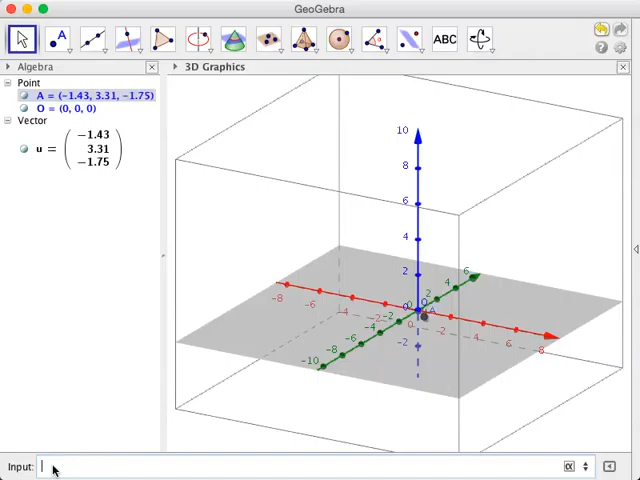 GeoGebra
A
ABC
Algebra
3D Graphics
Point
A = (−1.43, 3.31, −1.75)
O = (0, 0, 0)
Vector
u = ( −1.43 3.31 −1.75 )
10
8
6
4
2
0
-2
-8
-6
-4
-2
0
2
4
6
8
-10
-8
-6
-4
-2
0
2
4
6
O
A
Input:
α